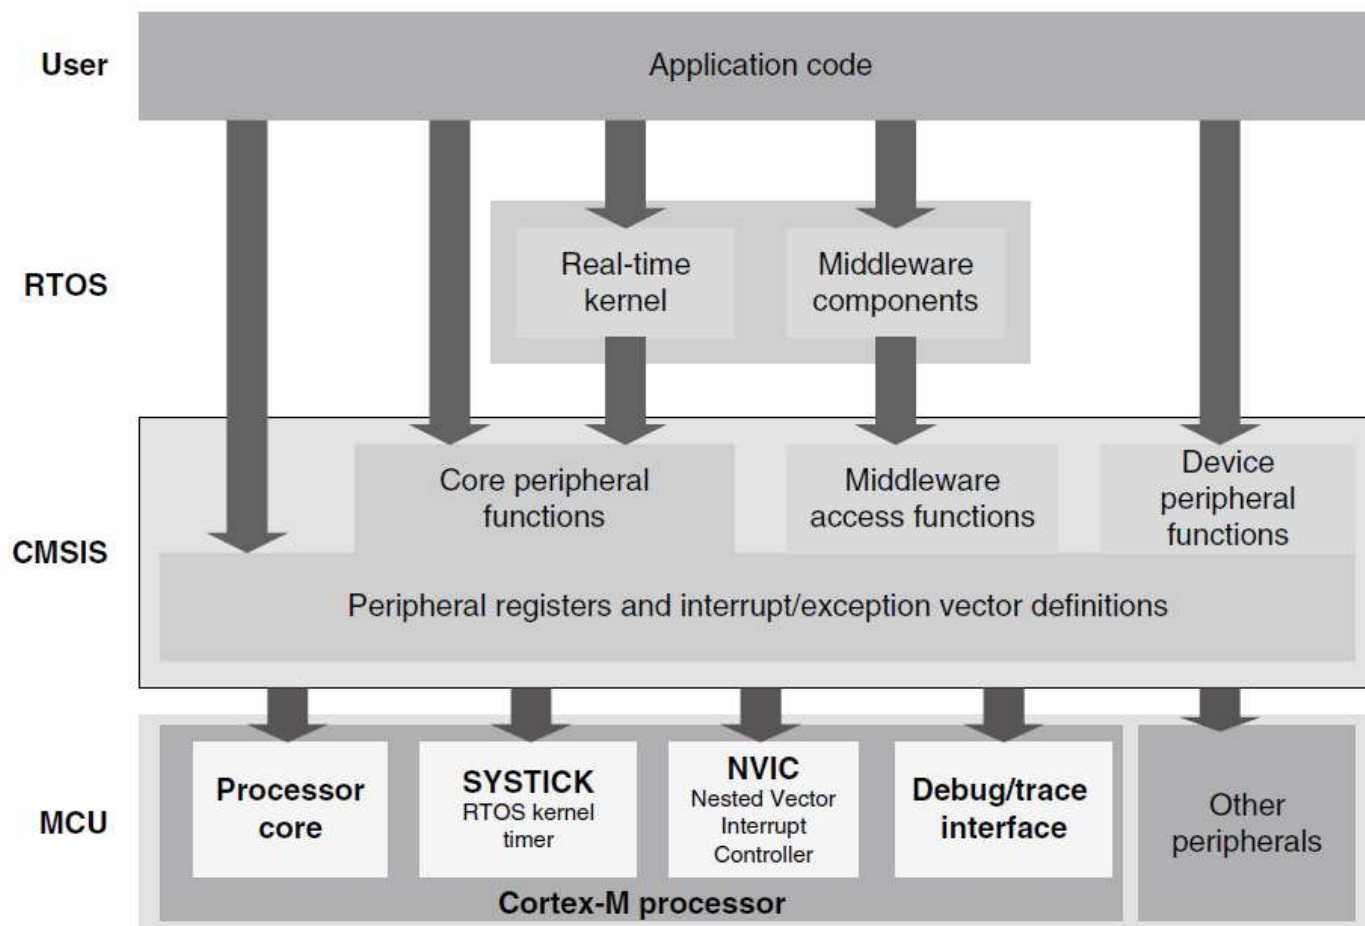 User
Application code
RTOS
Real-time
kernel
Middleware
components
CMSIS
Core peripheral
functions
Middleware
access functions
Device
peripheral
functions
Peripheral registers and interrupt/exception vector definitions
MCU
Processor
core
SYSTICK
RTOS kernel
timer
NVIC
Nested Vector
Interrupt
Controller
Debug/trace
interface
Other
peripherals
Cortex-M processor